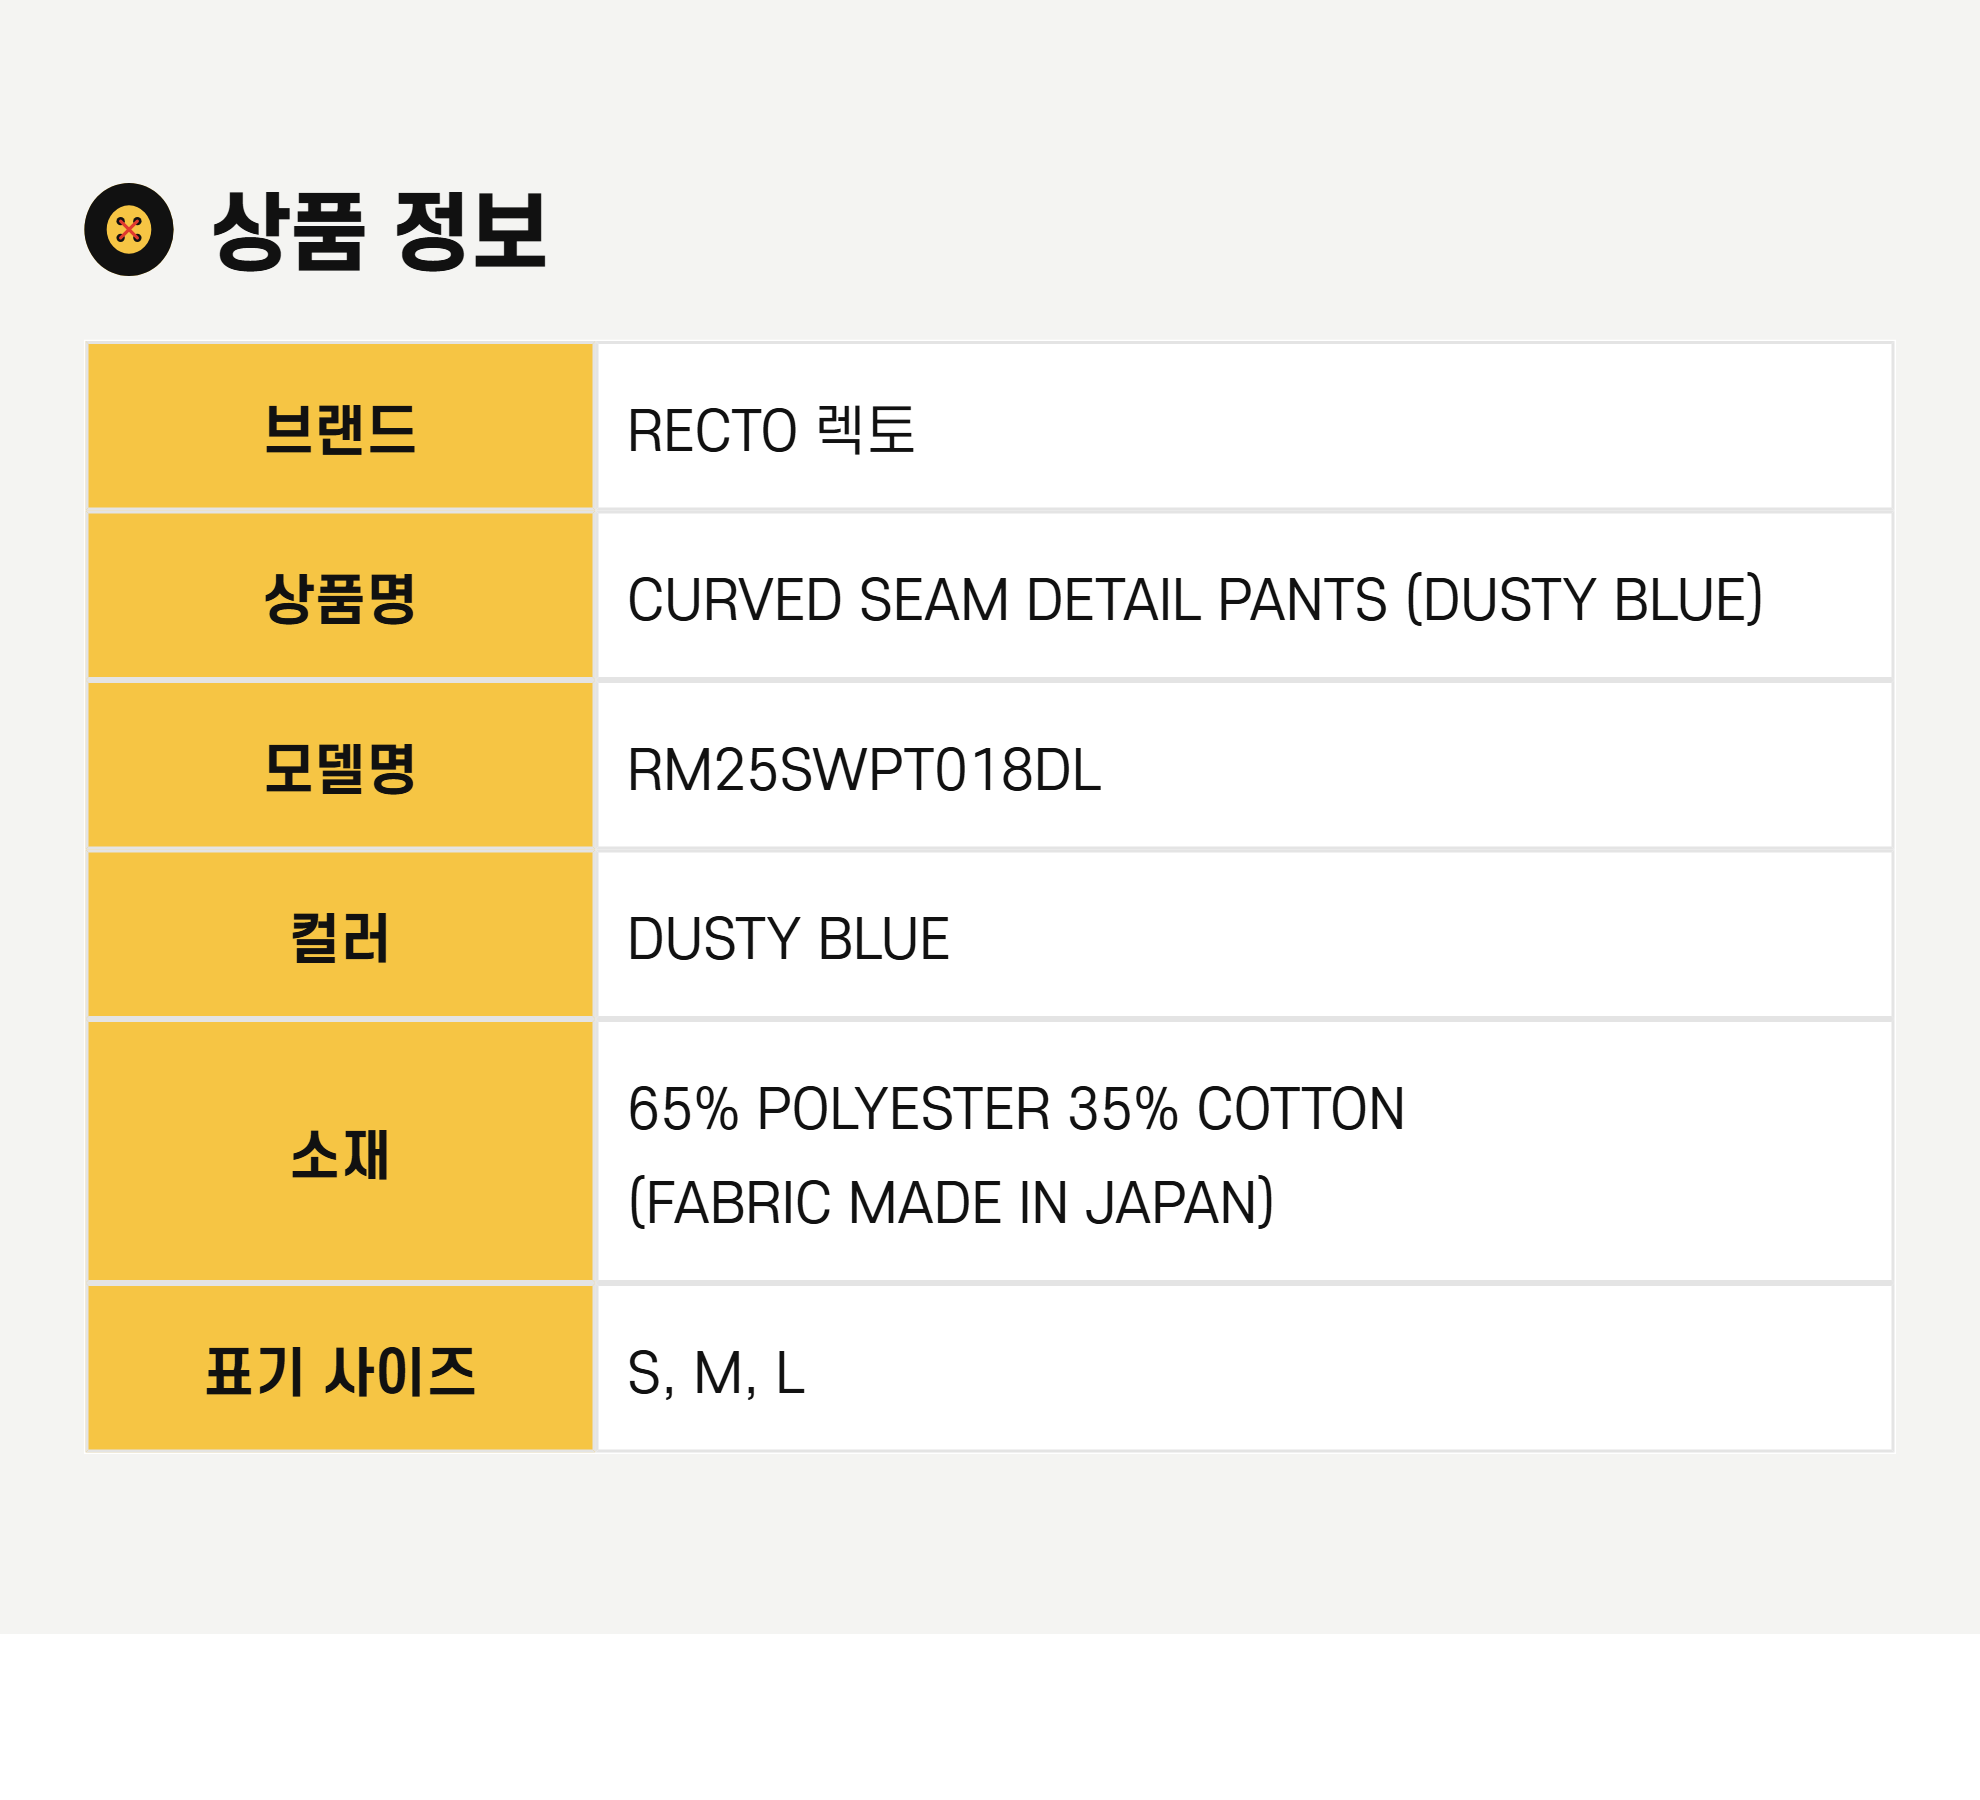 상품 정보
브랜드
RECTO 렉토
상품명
CURVED SEAM DETAIL PANTS (DUSTY BLUE)
모델명
RM25SWPT018DL
컬러
DUSTY BLUE
소재
65% POLYESTER 35% COTTON
(FABRIC MADE IN JAPAN)
표기 사이즈
S, M, L